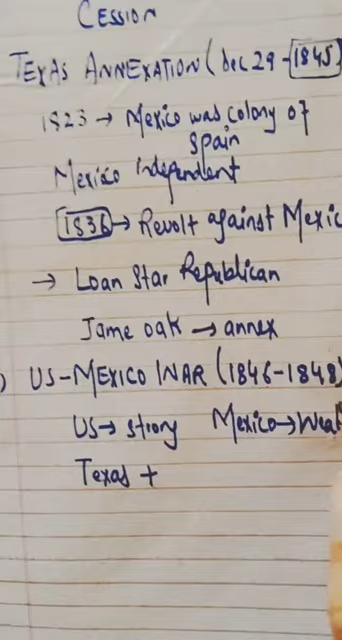 CESSION
TEXAS ANNEXATION (Dec 29 - 1845)
1823 → Mexico was colony of
Spain
Mexico Independent
1836 → Revolt against Mexic
→ Loan Star Republican
Jame oak → annex
) US-MEXICO WAR (1846-1848)
US → strong Mexico → Weak
Texas +